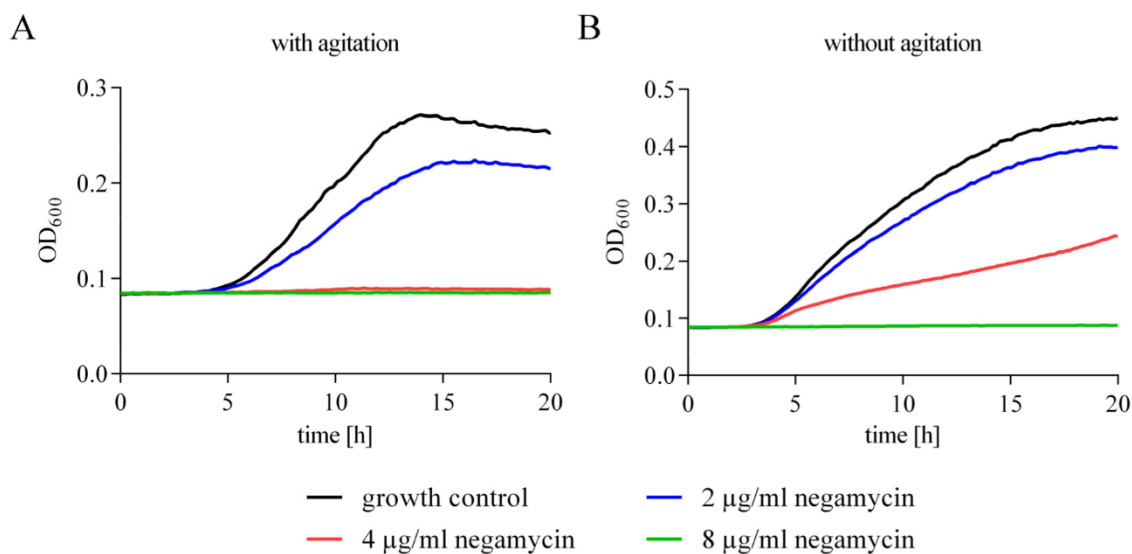 A
with agitation
0.3
0.2
0.1
0.0
OD600
0
5
10
15
20
time [h]
B
without agitation
0.5
0.4
0.3
0.2
0.1
0.0
OD600
0
5
10
15
20
time [h]
growth control
2 µg/ml negamycin
4 µg/ml negamycin
8 µg/ml negamycin